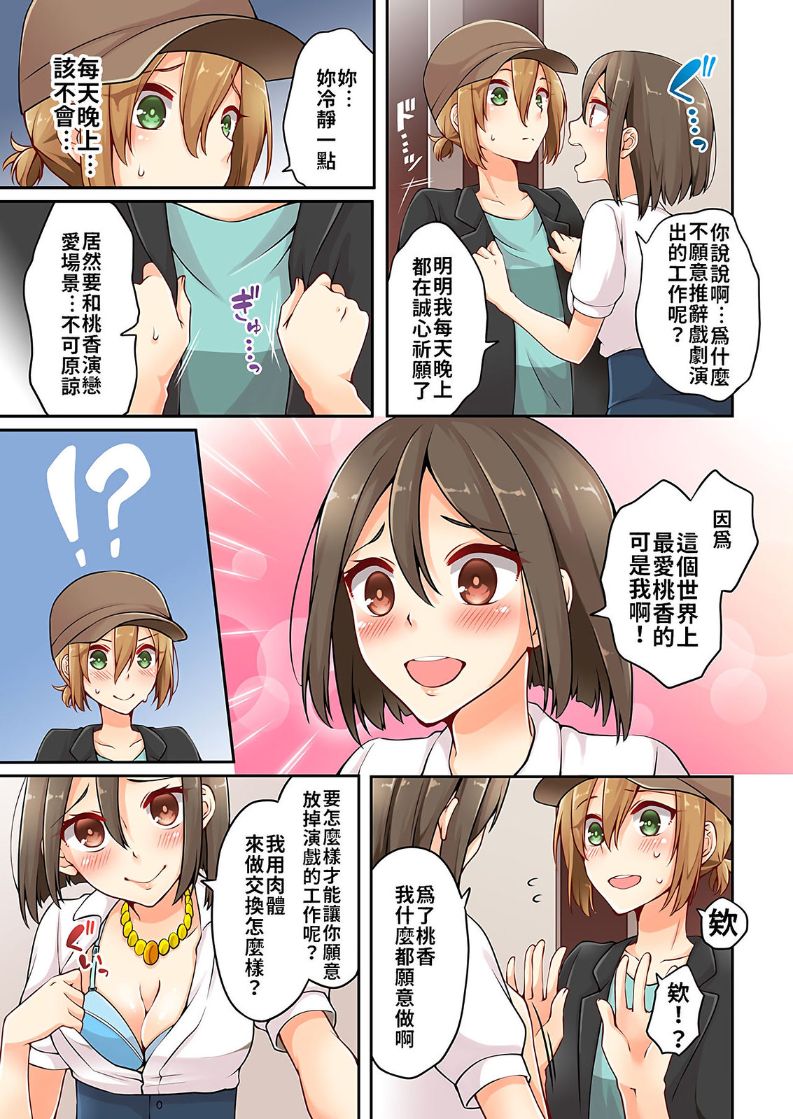 ぐ〃
ド…ッ
你說說啊…為什麼
不願意推辭戲劇演
出的工作呢？
明明我每天晚上
都在誠心祈願了
妳…
妳冷靜一點
每天晚上…
該不會…
居然要和桃香演戀
愛場景…不可原諒
ぎゅ…っ
因為
這個世界上
最愛桃香的
可是我啊！
!?
欸
欸！？
為了桃香
我什麼都願意做啊
要怎麼樣才能讓你願意
放掉演戲的工作呢？
我用肉體
來做交換怎麼樣？
ぐいっ